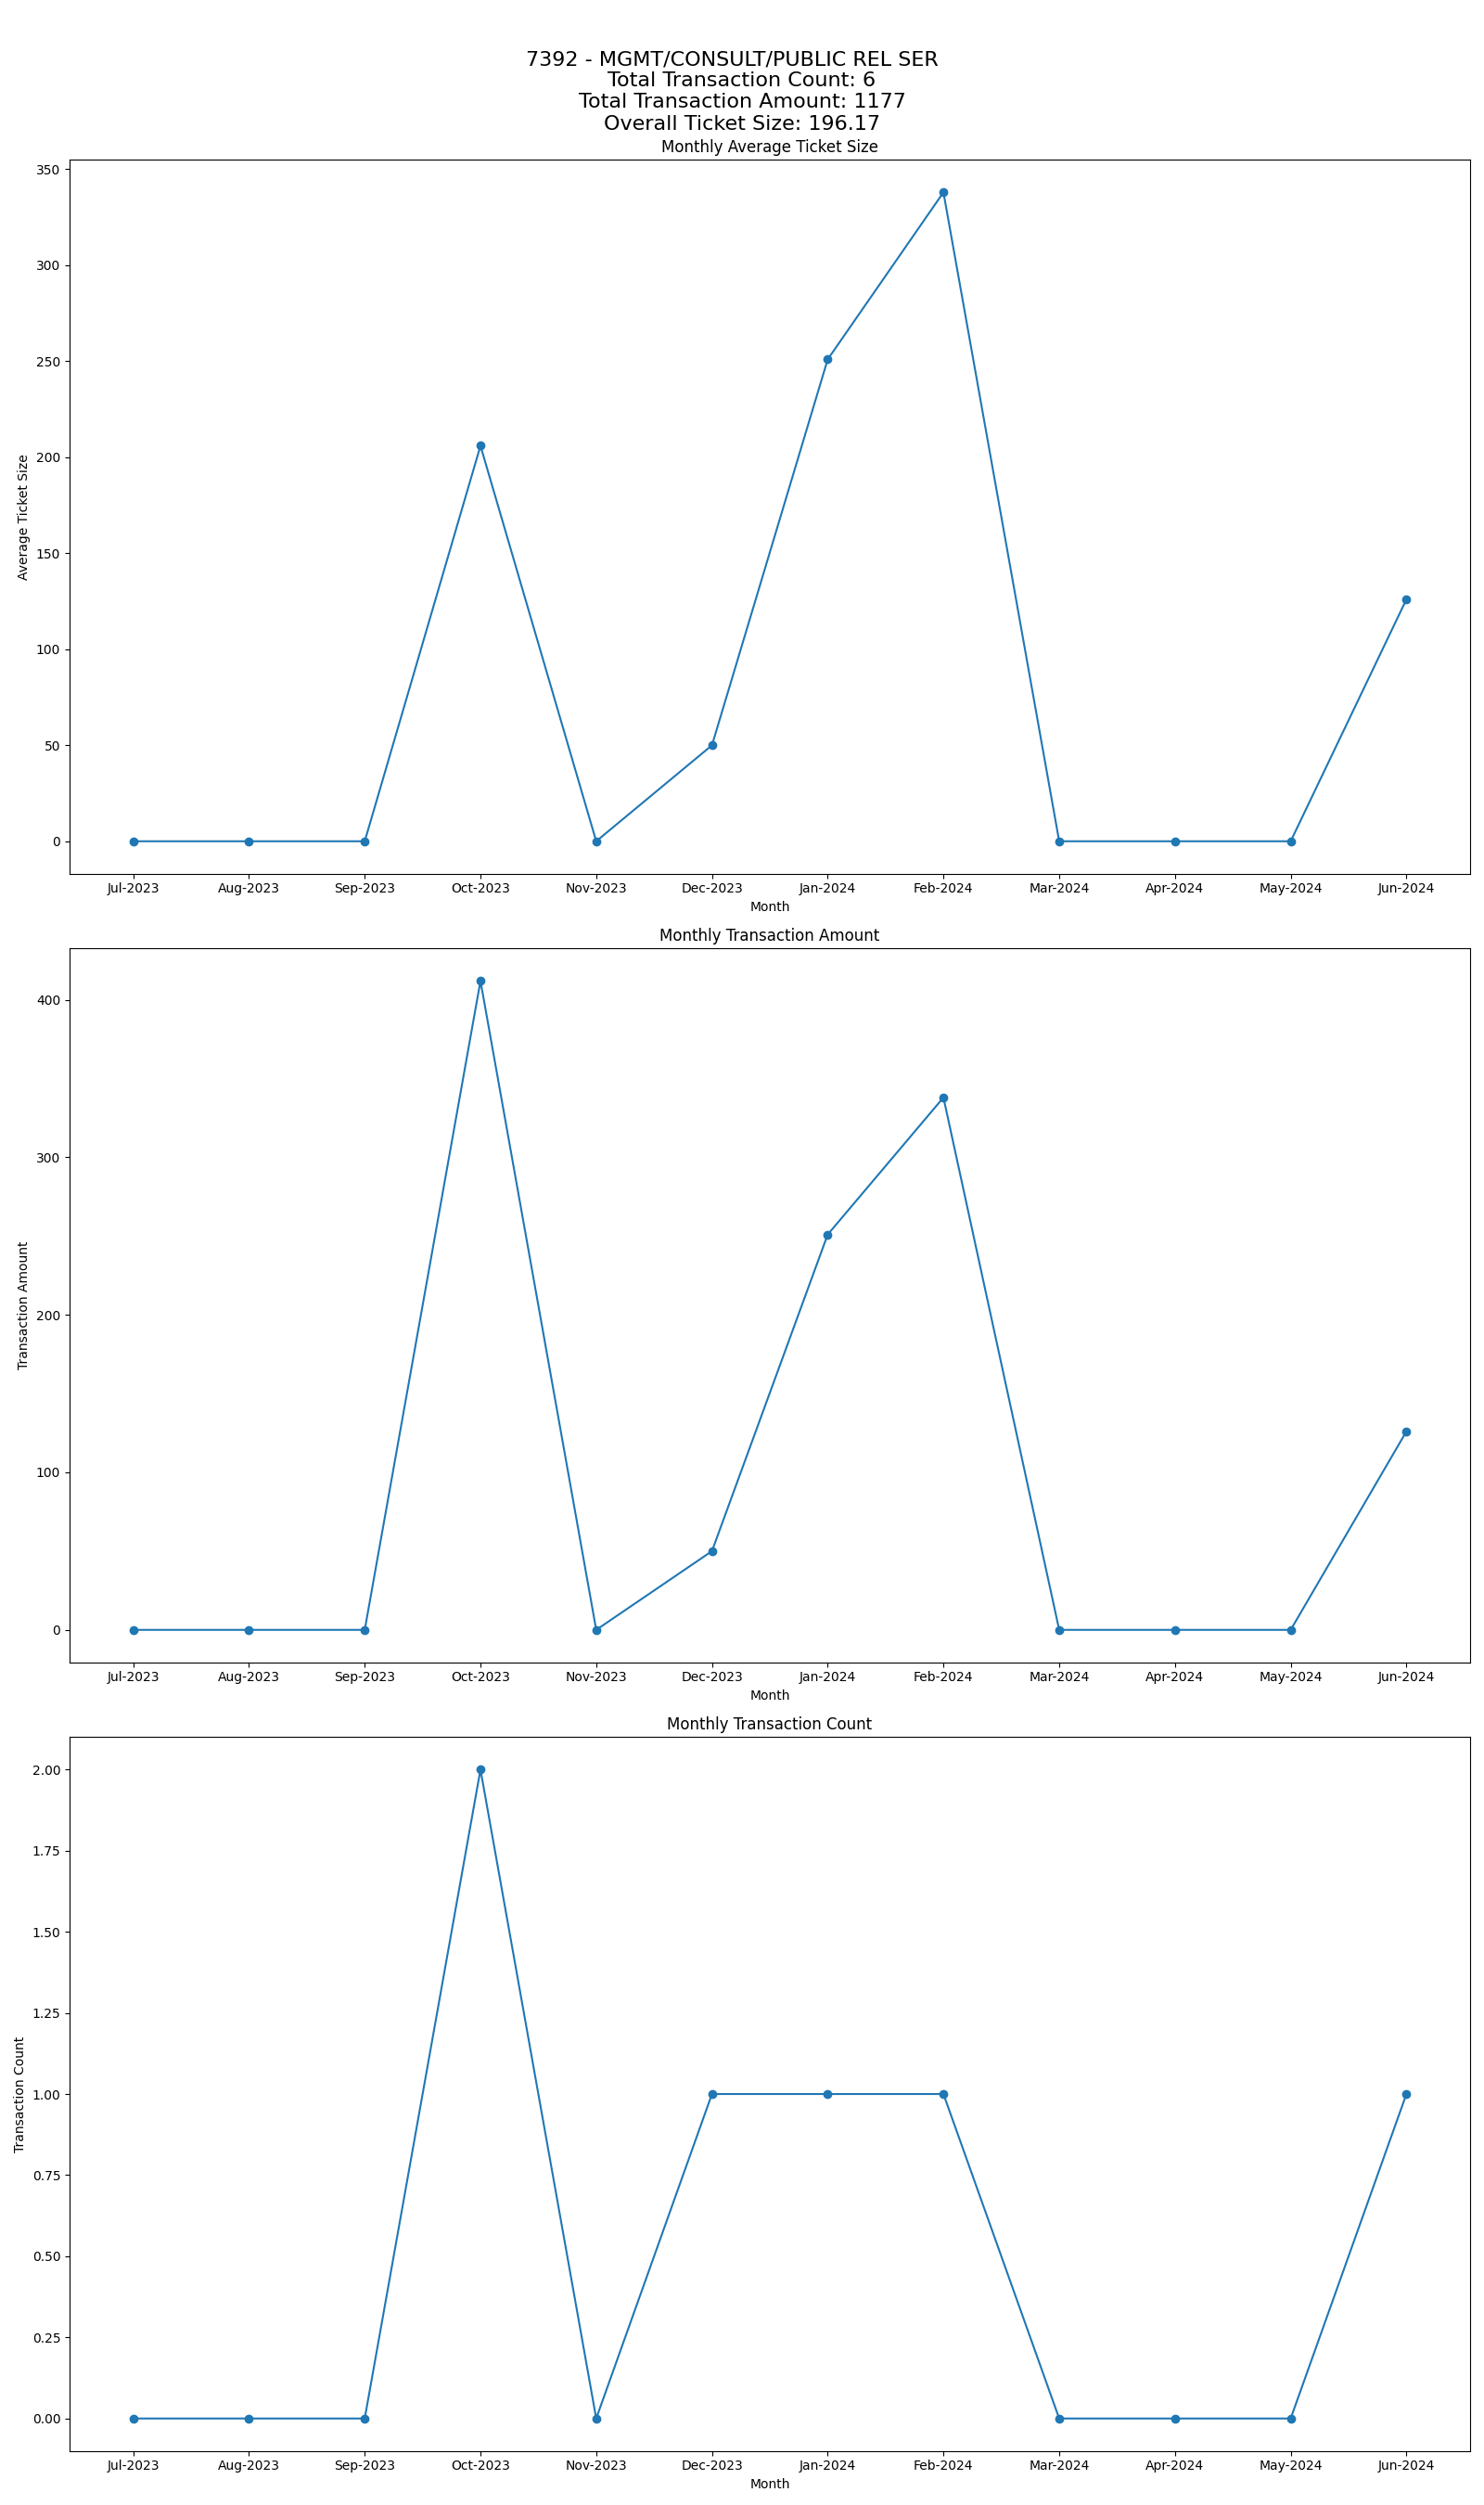 7392 - MGMT/CONSULT/PUBLIC REL SER
Total Transaction Count: 6
Total Transaction Amount: 1177
Overall Ticket Size: 196.17
Monthly Average Ticket Size
350
300
250
200
150
100
50
0
Average Ticket Size
Jul-2023 Aug-2023 Sep-2023 Oct-2023 Nov-2023 Dec-2023 Jan-2024 Feb-2024 Mar-2024 Apr-2024 May-2024 Jun-2024
Month
Monthly Transaction Amount
400
300
200
100
0
Transaction Amount
Jul-2023 Aug-2023 Sep-2023 Oct-2023 Nov-2023 Dec-2023 Jan-2024 Feb-2024 Mar-2024 Apr-2024 May-2024 Jun-2024
Month
Monthly Transaction Count
2.00
1.75
1.50
1.25
1.00
0.75
0.50
0.25
0.00
Transaction Count
Jul-2023 Aug-2023 Sep-2023 Oct-2023 Nov-2023 Dec-2023 Jan-2024 Feb-2024 Mar-2024 Apr-2024 May-2024 Jun-2024
Month